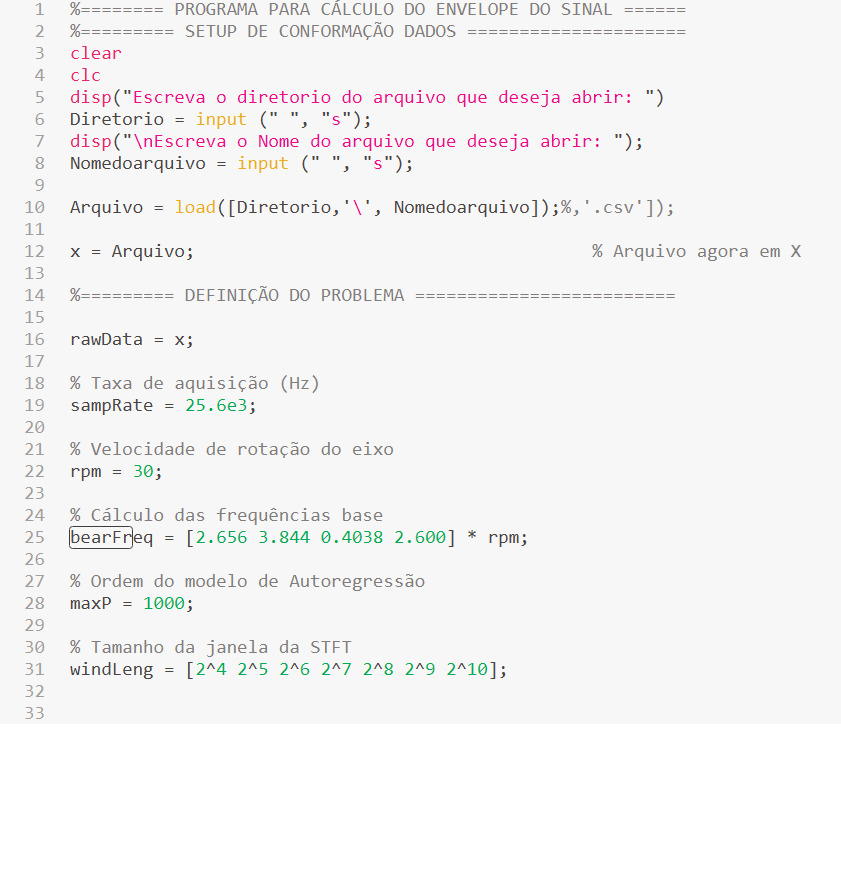 1 %======== PROGRAMA PARA CÁLCULO DO ENVELOPE DO SINAL ======
2 %========= SETUP DE CONFORMAÇÃO DADOS =====================
3 clear
4 clc
5 disp("Escreva o diretorio do arquivo que deseja abrir: ")
6 Diretorio = input (" ", "s");
7 disp("\nEscreva o Nome do arquivo que deseja abrir: ");
8 Nomedoarquivo = input (" ", "s");
9
10 Arquivo = load([Diretorio,'\', Nomedoarquivo]);%,'.csv']);
11
12 x = Arquivo; % Arquivo agora em X
13
14 %========= DEFINIÇÃO DO PROBLEMA =========================
15
16 rawData = x;
17
18 % Taxa de aquisição (Hz)
19 sampRate = 25.6e3;
20
21 % Velocidade de rotação do eixo
22 rpm = 30;
23
24 % Cálculo das frequências base
25 bearFreq = [2.656 3.844 0.4038 2.600] * rpm;
26
27 % Ordem do modelo de Autoregressão
28 maxP = 1000;
29
30 % Tamanho da janela da STFT
31 windLeng = [2^4 2^5 2^6 2^7 2^8 2^9 2^10];
32
33